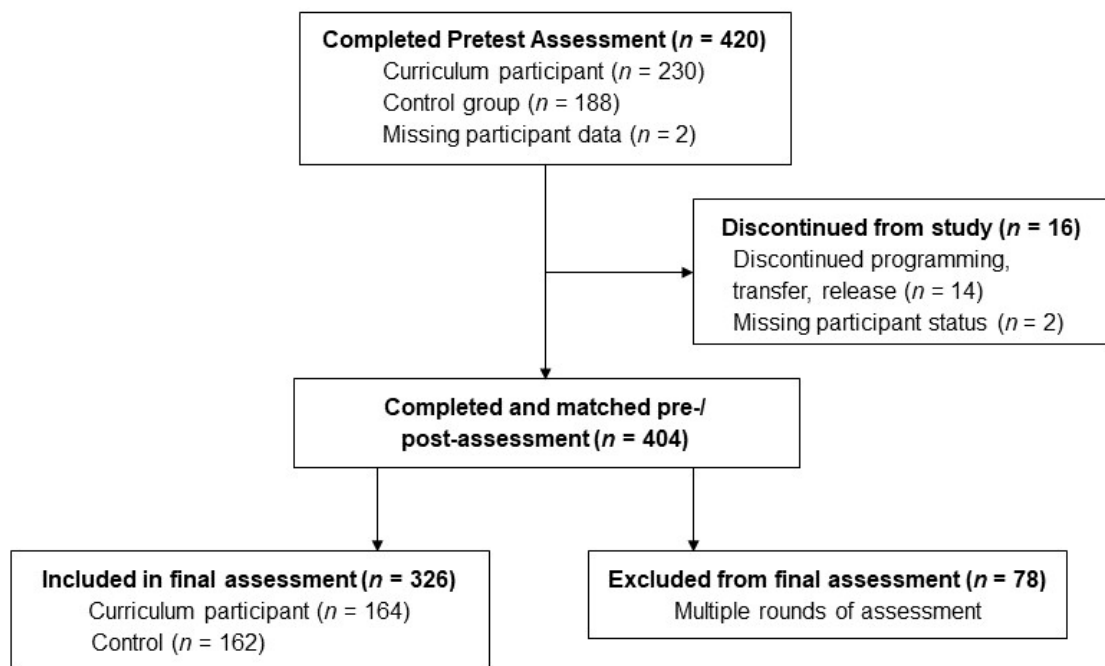 Completed Pretest Assessment (n = 420)
Curriculum participant (n = 230)
Control group (n = 188)
Missing participant data (n = 2)
Discontinued from study (n = 16)
Discontinued programming,
transfer, release (n = 14)
Missing participant status (n = 2)
Completed and matched pre-/
post-assessment (n = 404)
Included in final assessment (n = 326)
Curriculum participant (n = 164)
Control (n = 162)
Excluded from final assessment (n = 78)
Multiple rounds of assessment